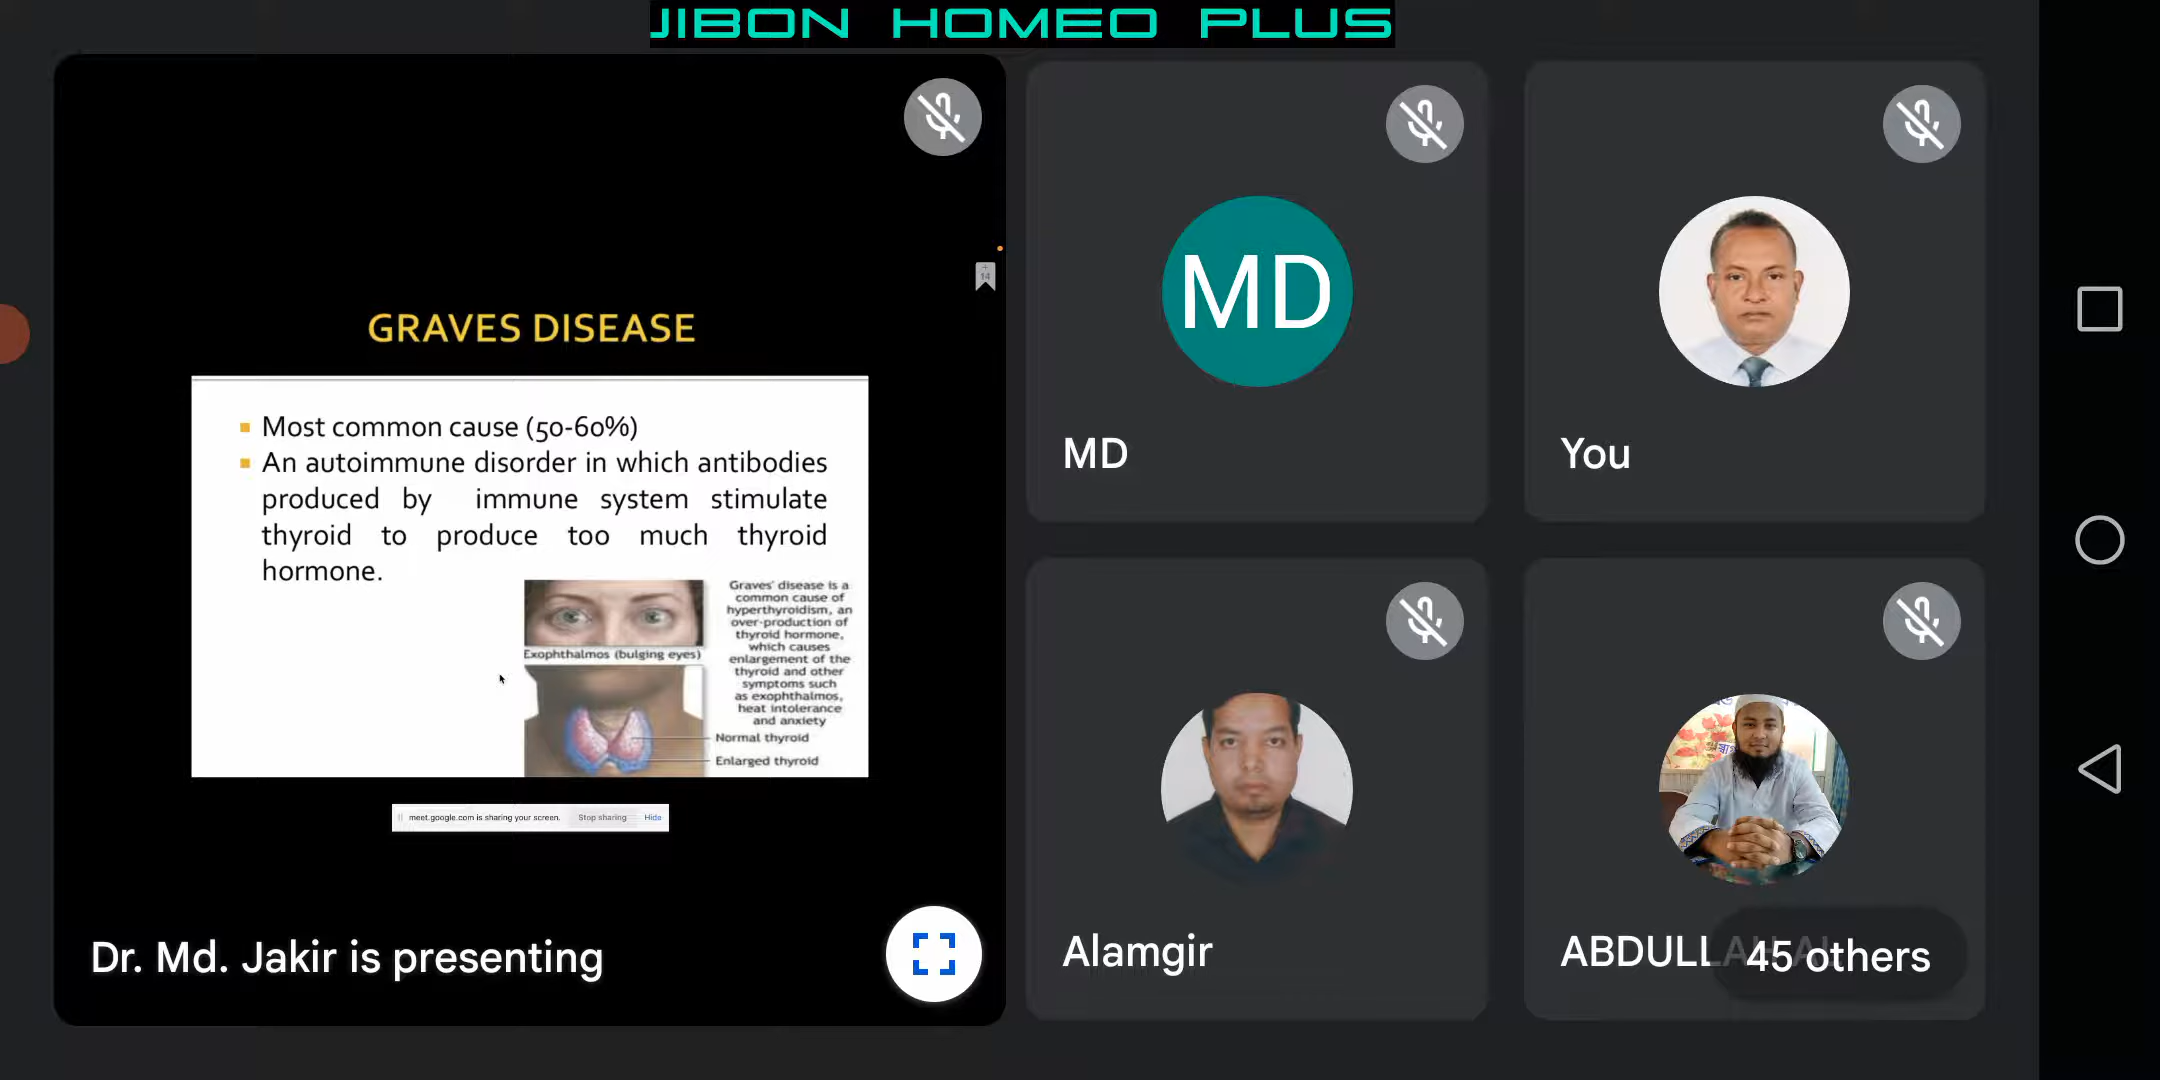 JIBON HOMEO PLUS
14
GRAVES DISEASE
Most common cause (50-60%)
An autoimmune disorder in which antibodies
produced by immune system stimulate
thyroid to produce too much thyroid
hormone.
Exophthalmos (bulging eyes)
Graves' disease is a
common cause of
hyperthyroidism, an
over-production of
thyroid hormone,
which causes
enlargement of the
thyroid and other
symptoms such
as exophthalmos,
heat intolerance
and anxiety
Normal thyroid
Enlarged thyroid
meet.google.com is sharing your screen. Stop sharing Hide
Dr. Md. Jakir is presenting
MD
MD
You
Alamgir
ABDULLAH AL
45 others